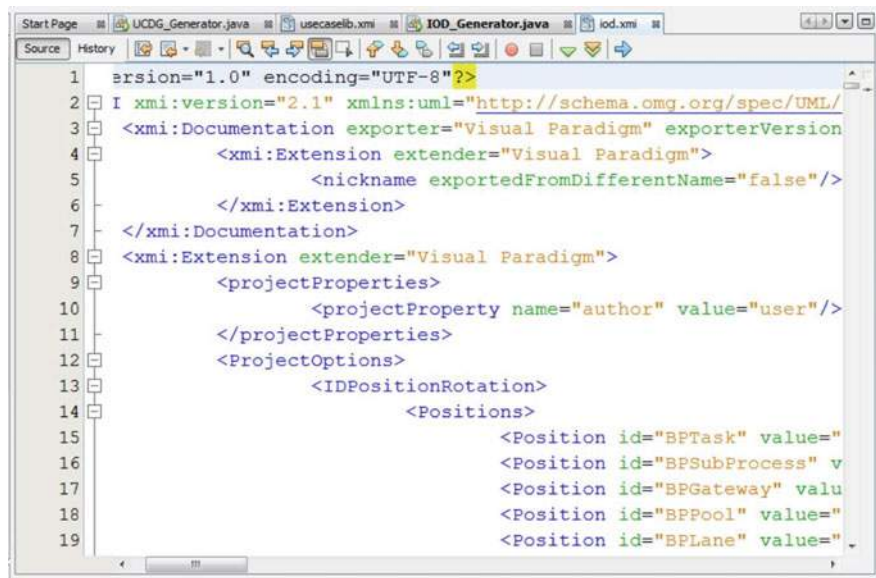 Start Page UCDG_Generator.java usecaselib.xmi IOD_Generator.java iod.xmi
Source History
1 ersion="1.0" encoding="UTF-8"?>
2 I xmi:version="2.1" xmlns:uml="http://schema.omg.org/spec/UML/
3 <xmi:Documentation exporter="Visual Paradigm" exporterVersion
4 <xmi:Extension extender="Visual Paradigm">
5 <nickname exportedFromDifferentName="false"/>
6 </xmi:Extension>
7 </xmi:Documentation>
8 <xmi:Extension extender="Visual Paradigm">
9 <projectProperties>
10 <projectProperty name="author" value="user"/>
11 </projectProperties>
12 <ProjectOptions>
13 <IDPositionRotation>
14 <Positions>
15 <Position id="BPTask" value="
16 <Position id="BPSubProcess" v
17 <Position id="BPGateway" valu
18 <Position id="BPPool" value="
19 <Position id="BPLane" value="